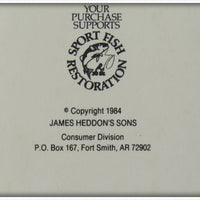 YOUR
PURCHASE
SUPPORTS
SPORT FISH
RESTORATION
© Copyright 1984
JAMES HEDDON'S SONS
Consumer Division
P.O. Box 167, Fort Smith, AR 72902